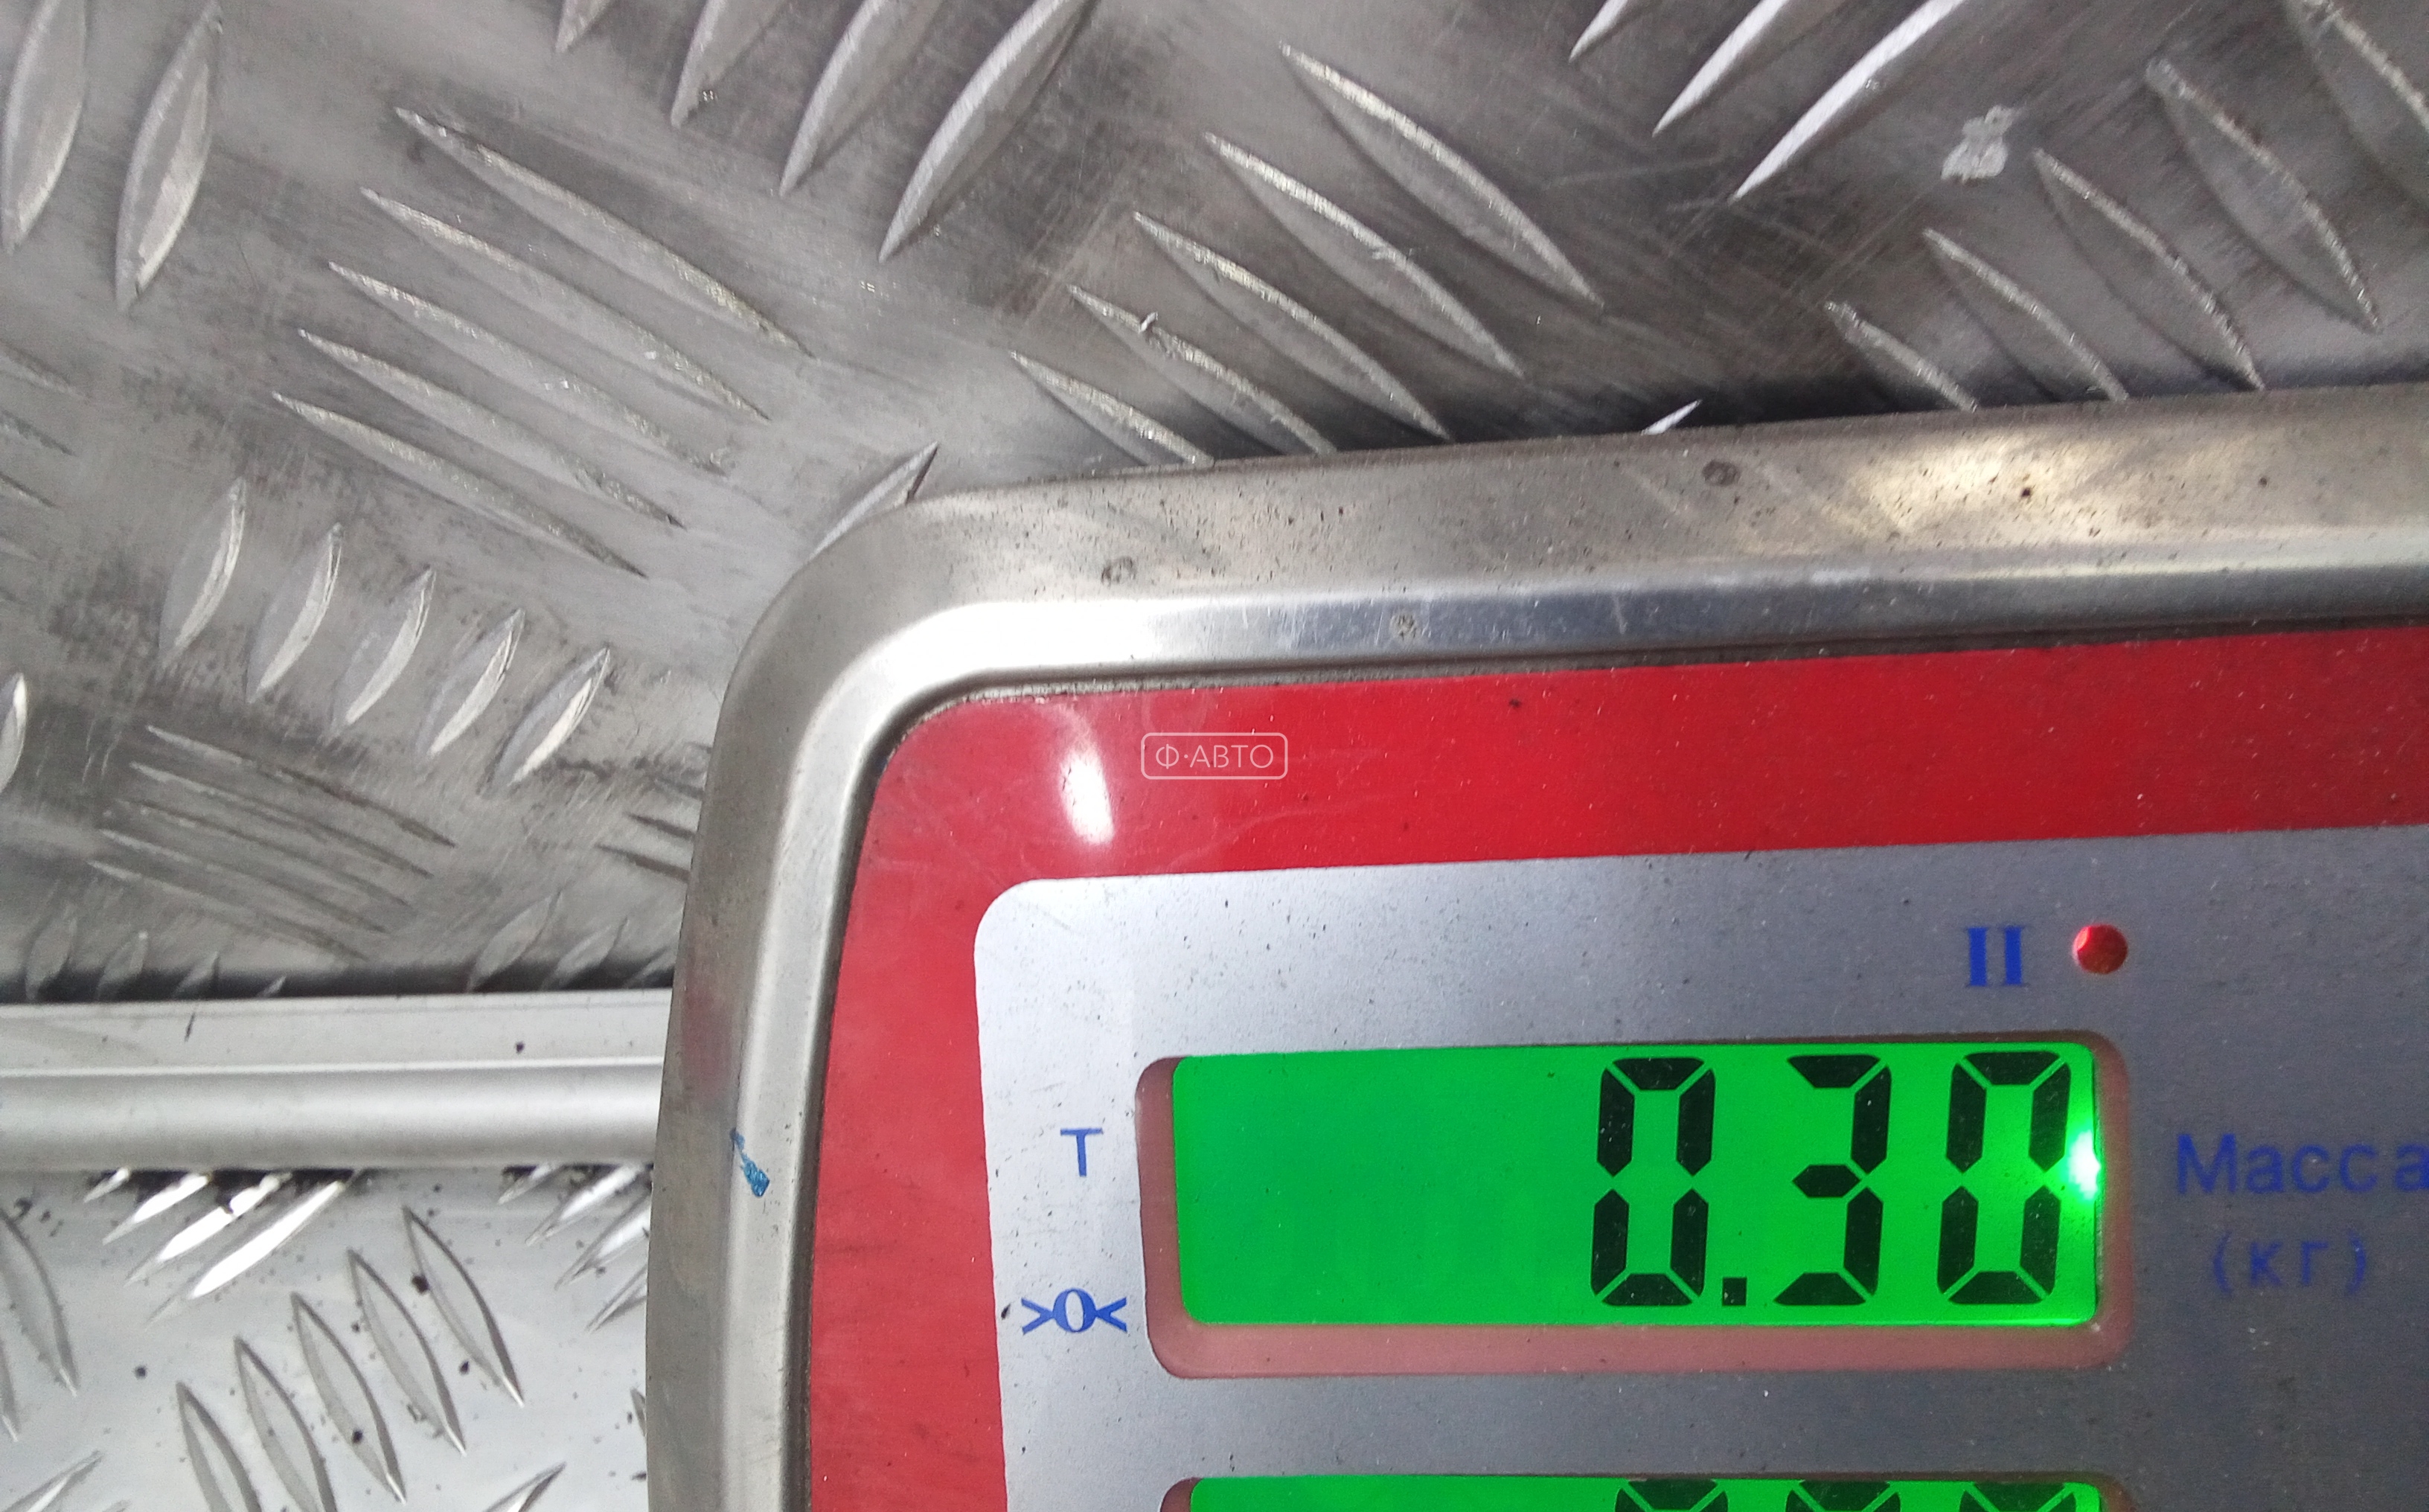 Ф·АВТО
II
T
0.30
Масса
(кг)
>0<